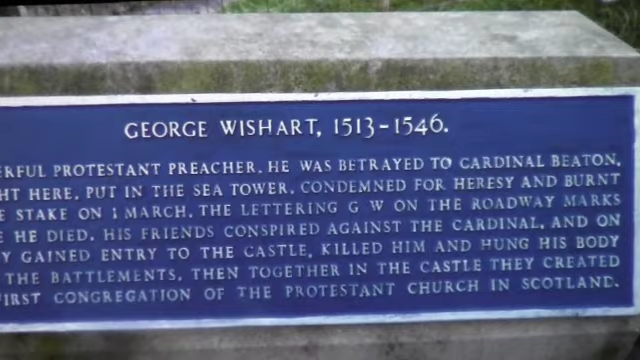 GEORGE WISHART, 1513-1546.
ERFUL PROTESTANT PREACHER. HE WAS BETRAYED TO CARDINAL BEATON,
HT HERE, PUT IN THE SEA TOWER, CONDEMNED FOR HERESY AND BURNT
E STAKE ON 1 MARCH. THE LETTERING G W ON THE ROADWAY MARKS
E HE DIED. HIS FRIENDS CONSPIRED AGAINST THE CARDINAL, AND ON
Y GAINED ENTRY TO THE CASTLE, KILLED HIM AND HUNG HIS BODY
THE BATTLEMENTS. THEN TOGETHER IN THE CASTLE THEY CREATED
FIRST CONGREGATION OF THE PROTESTANT CHURCH IN SCOTLAND.